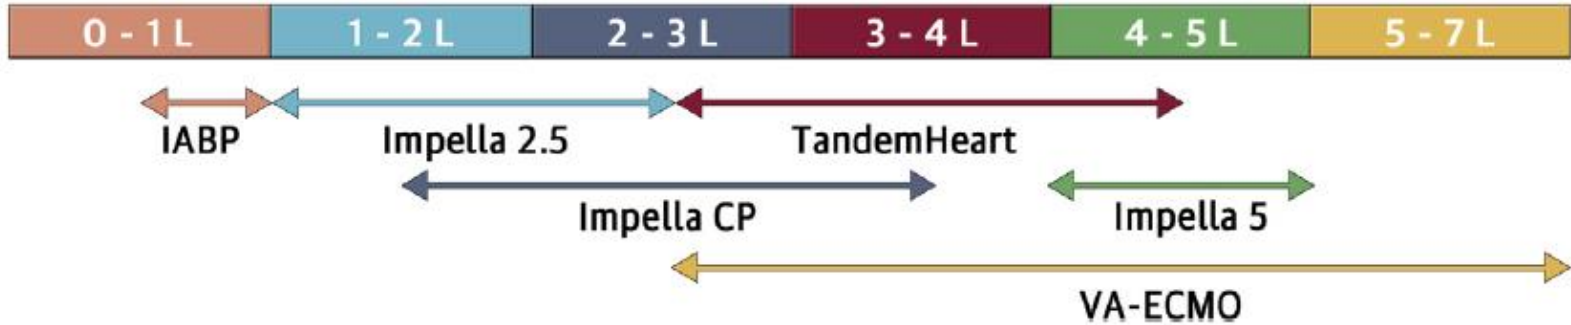 0 - 1 L 1 - 2 L 2 - 3 L 3 - 4 L 4 - 5 L 5 - 7 L
IABP Impella 2.5 TandemHeart
Impella CP Impella 5
VA-ECMO